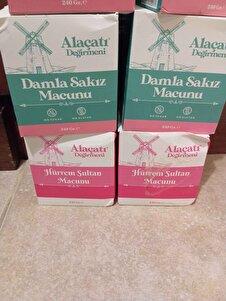 240 Gr.℮
Alaçatı
Değirmeni
Damla Sakız
Macunu
Alaçatı
Değirmeni
Damla Sakız
Macunu
Alaçatı
Değirmeni
Hürrem Sultan
Macunu
Alaçatı
Değirmeni
Hürrem Sultan
Macunu